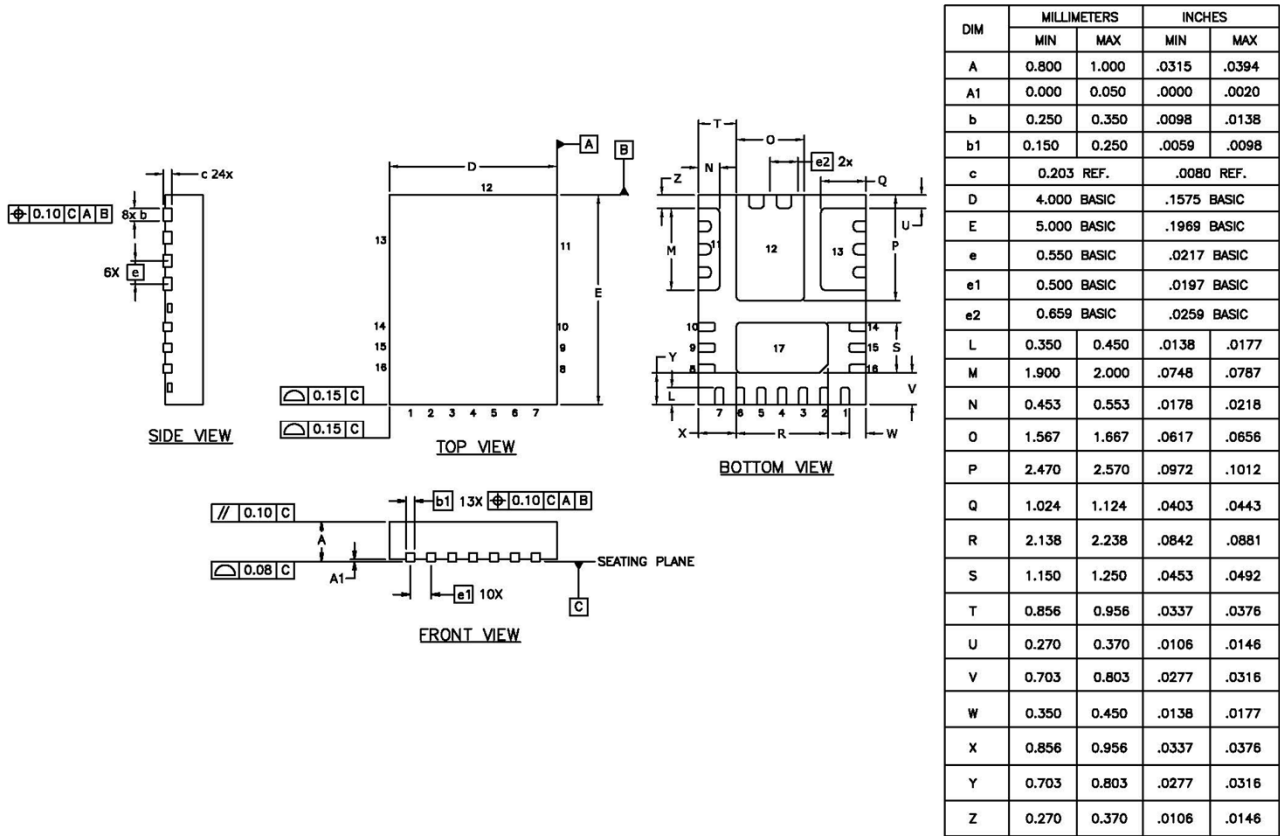 c 24x
⌖ 0.10 C A B
8x b
6X e
SIDE VIEW
D
A
B
12
13
11
E
14
10
15
9
16
8
⌓ 0.15 C
⌓ 0.15 C
1 2 3 4 5 6 7
TOP VIEW
T
O
N
e2 2x
Z
Q
U
M
P
11
12
13
10
14
9
17
15
S
8
16
Y
L
V
7 6 5 4 3 2 1
X
R
W
BOTTOM VIEW
b1 13X ⌖ 0.10 C A B
// 0.10 C
A
⌓ 0.08 C
A1
SEATING PLANE
e1 10X
C
FRONT VIEW
DIM MILLIMETERS INCHES
MIN MAX MIN MAX
A 0.800 1.000 .0315 .0394
A1 0.000 0.050 .0000 .0020
b 0.250 0.350 .0098 .0138
b1 0.150 0.250 .0059 .0098
c 0.203 REF. .0080 REF.
D 4.000 BASIC .1575 BASIC
E 5.000 BASIC .1969 BASIC
e 0.550 BASIC .0217 BASIC
e1 0.500 BASIC .0197 BASIC
e2 0.659 BASIC .0259 BASIC
L 0.350 0.450 .0138 .0177
M 1.900 2.000 .0748 .0787
N 0.453 0.553 .0178 .0218
O 1.567 1.667 .0617 .0656
P 2.470 2.570 .0972 .1012
Q 1.024 1.124 .0403 .0443
R 2.138 2.238 .0842 .0881
S 1.150 1.250 .0453 .0492
T 0.856 0.956 .0337 .0376
U 0.270 0.370 .0106 .0146
V 0.703 0.803 .0277 .0316
W 0.350 0.450 .0138 .0177
X 0.856 0.956 .0337 .0376
Y 0.703 0.803 .0277 .0316
Z 0.270 0.370 .0106 .0146